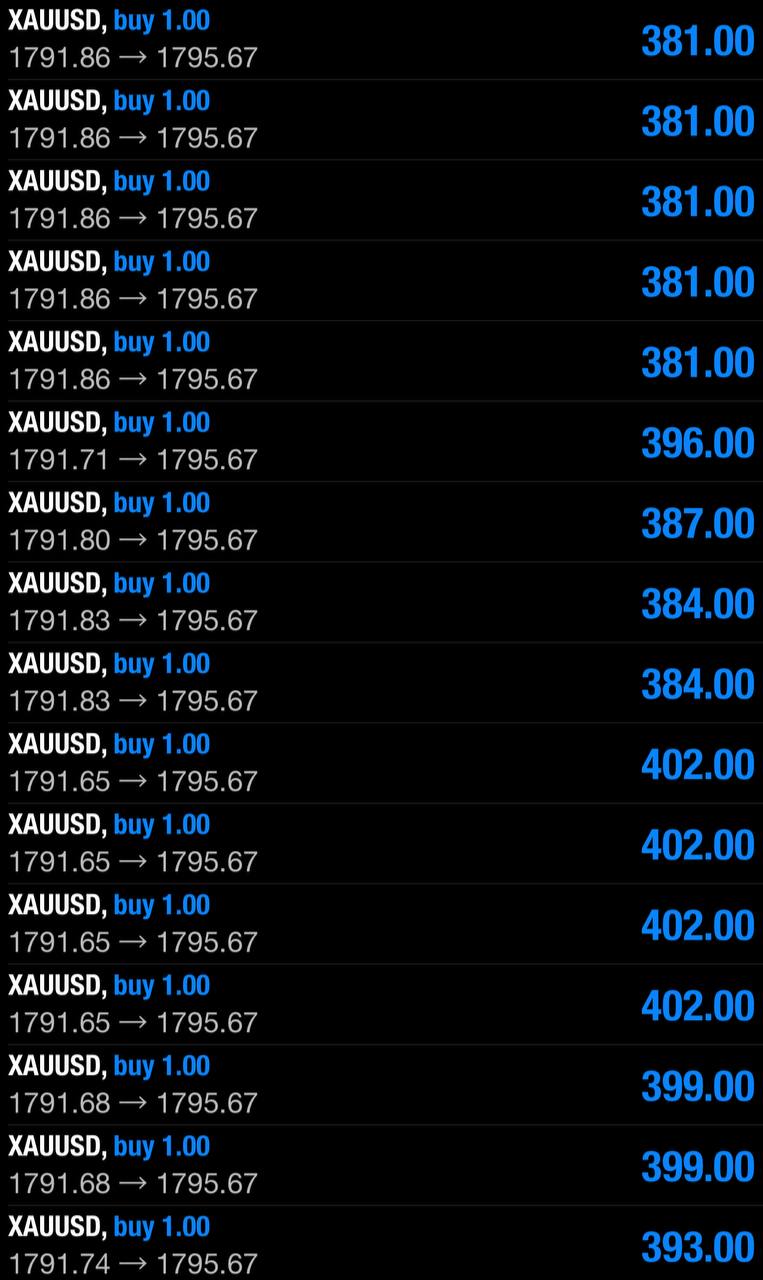 XAUUSD, buy 1.00
381.00
1791.86 → 1795.67
XAUUSD, buy 1.00
381.00
1791.86 → 1795.67
XAUUSD, buy 1.00
381.00
1791.86 → 1795.67
XAUUSD, buy 1.00
381.00
1791.86 → 1795.67
XAUUSD, buy 1.00
381.00
1791.86 → 1795.67
XAUUSD, buy 1.00
396.00
1791.71 → 1795.67
XAUUSD, buy 1.00
387.00
1791.80 → 1795.67
XAUUSD, buy 1.00
384.00
1791.83 → 1795.67
XAUUSD, buy 1.00
384.00
1791.83 → 1795.67
XAUUSD, buy 1.00
402.00
1791.65 → 1795.67
XAUUSD, buy 1.00
402.00
1791.65 → 1795.67
XAUUSD, buy 1.00
402.00
1791.65 → 1795.67
XAUUSD, buy 1.00
402.00
1791.65 → 1795.67
XAUUSD, buy 1.00
399.00
1791.68 → 1795.67
XAUUSD, buy 1.00
399.00
1791.68 → 1795.67
XAUUSD, buy 1.00
393.00
1791.74 → 1795.67